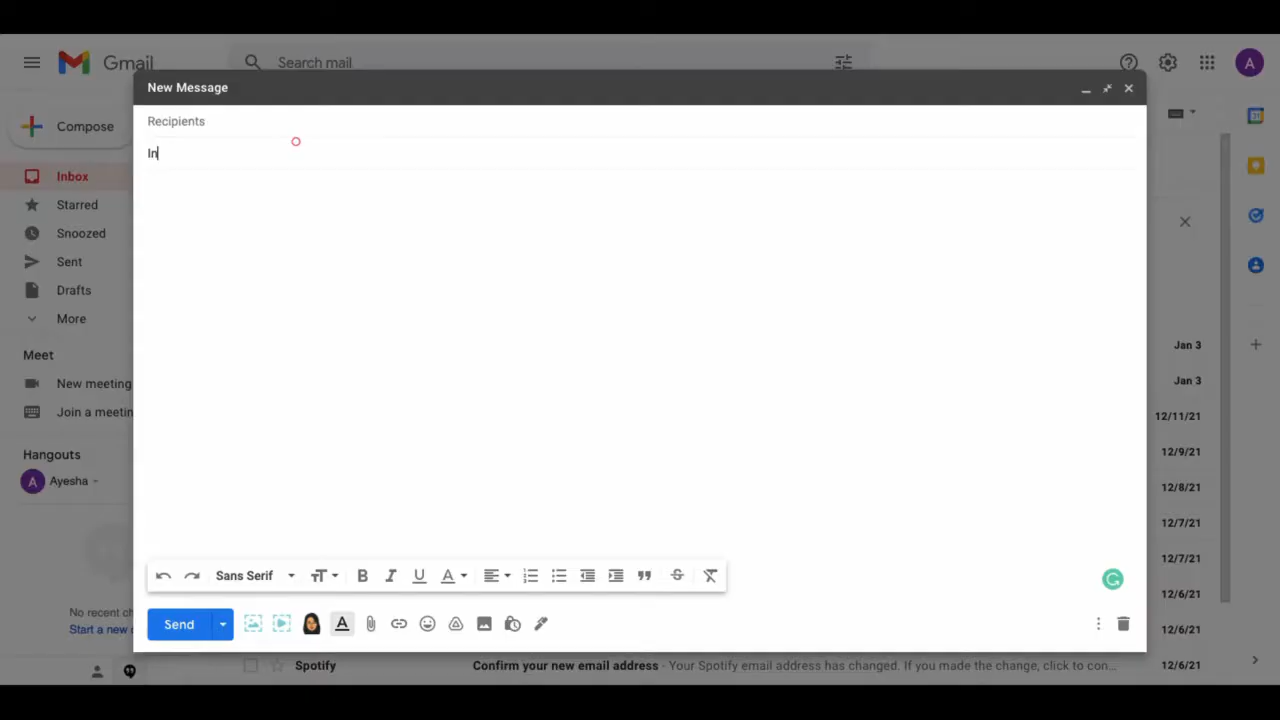 Gmail
Search mail
A
New Message
Compose
Recipients
In
Inbox
Starred
Snoozed
Sent
Drafts
More
Meet
New meeting
Join a meetin
Hangouts
A Ayesha
Jan 3
Jan 3
12/11/21
12/9/21
12/8/21
12/7/21
12/7/21
12/6/21
12/6/21
12/6/21
Sans Serif
Send
No recent ch
Start a new
Spotify Confirm your new email address - Your Spotify email address has changed. If you made the change, click to con...